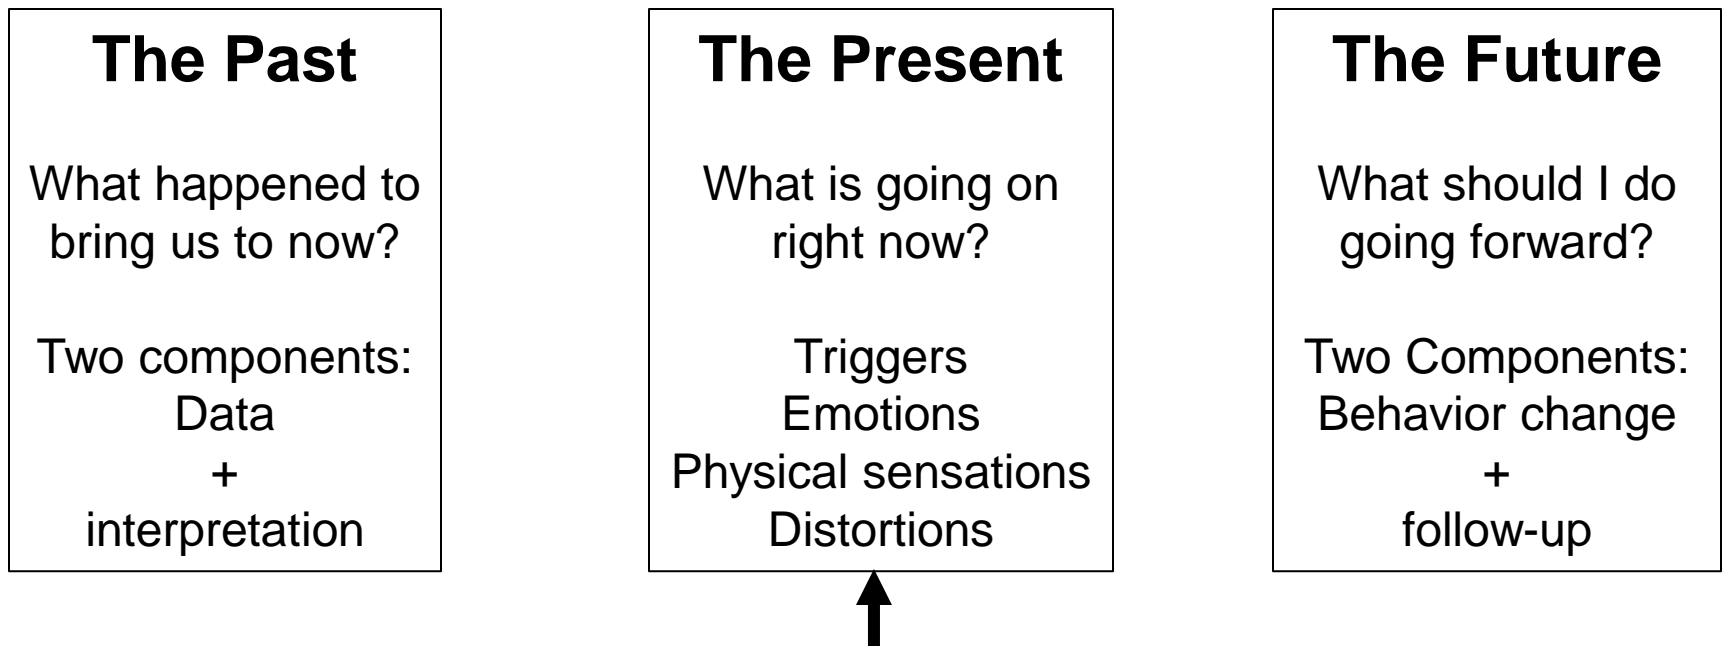 The Past
What happened to
bring us to now?
Two components:
Data
+
interpretation
The Present
What is going on
right now?
Triggers
Emotions
Physical sensations
Distortions
The Future
What should I do
going forward?
Two Components:
Behavior change
+
follow-up